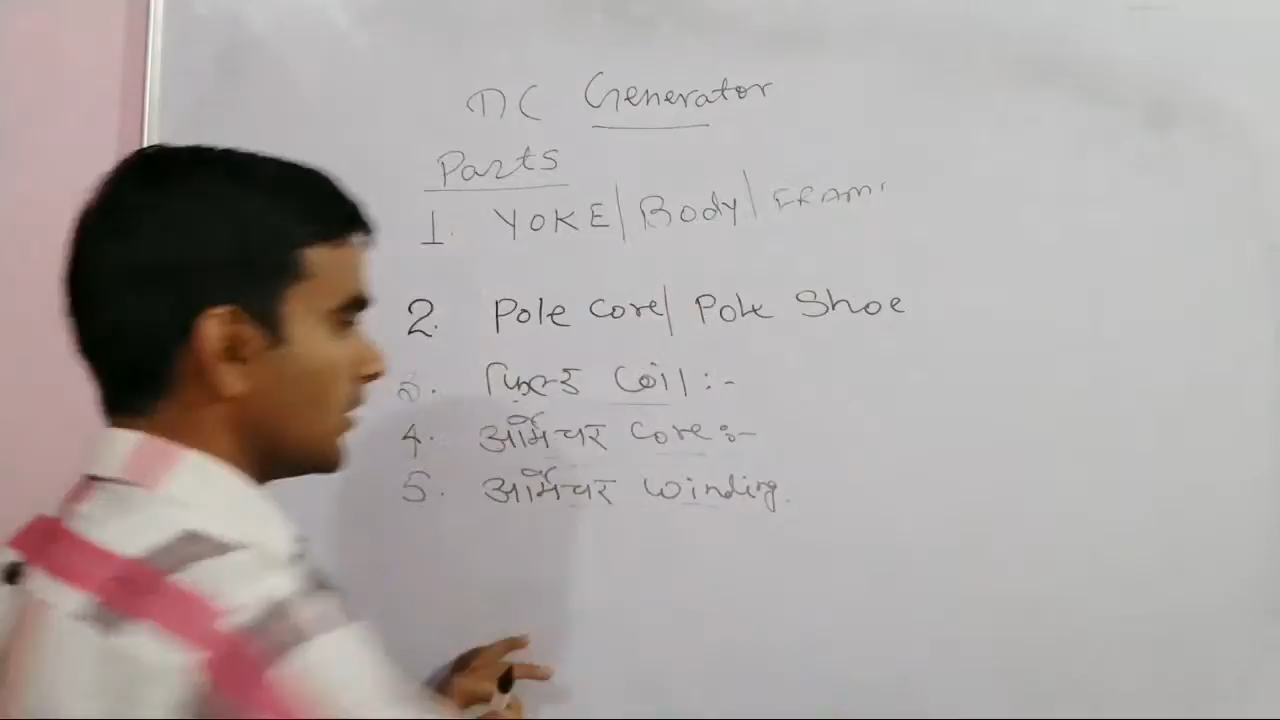 DC Generator
Parts
1. YOKE/Body/FRAM
2. Pole Core/ Pole Shoe
3. फिल्ड Coil :-
4. आर्मेचर Core :-
5. आर्मेचर winding.